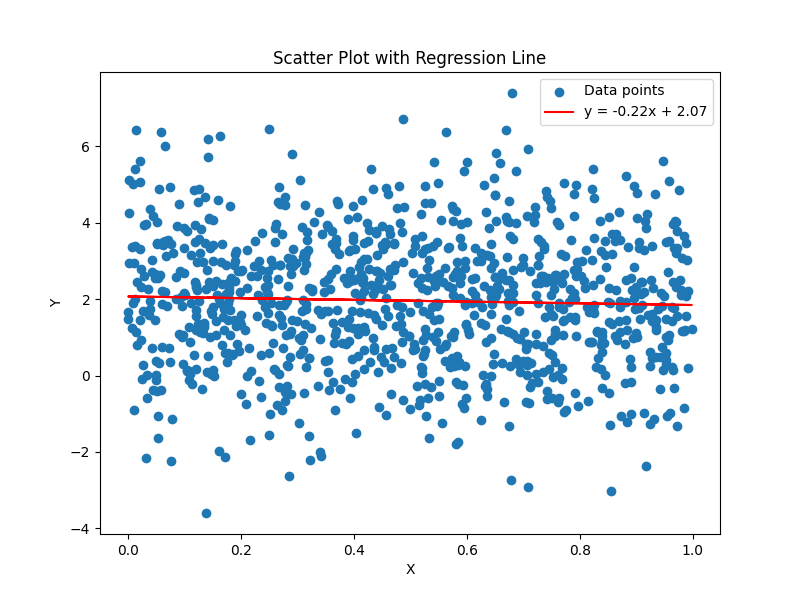 Scatter Plot with Regression Line
Data points
y = -0.22x + 2.07
6
4
2
0
−2
−4
Y
0.0 0.2 0.4 0.6 0.8 1.0
X